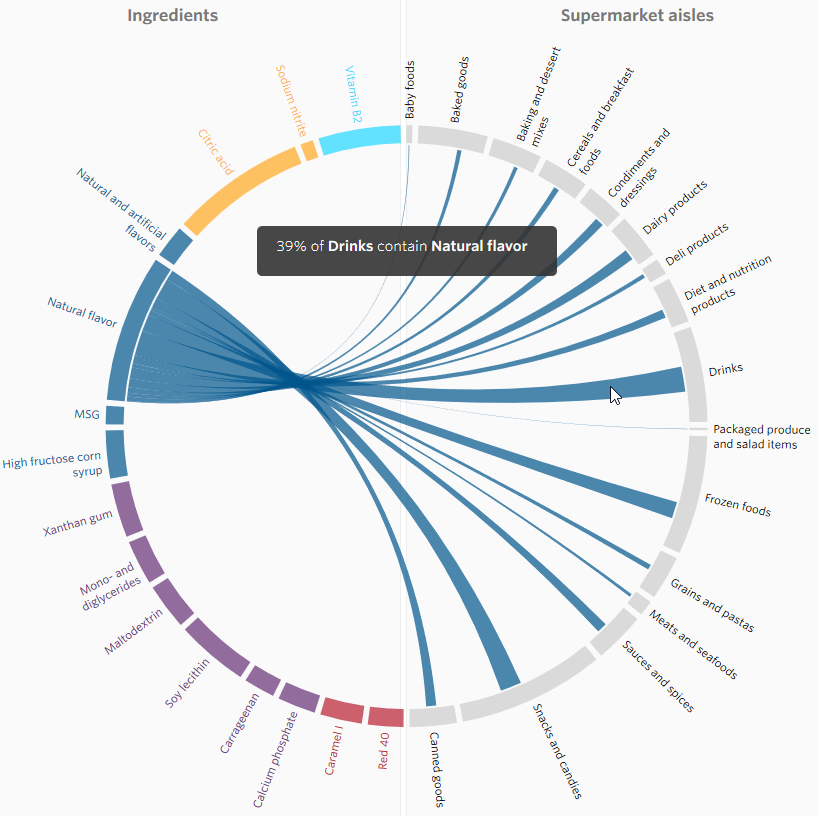 Ingredients
Supermarket aisles
Sodium nitrite
Vitamin B2
Citric acid
Natural and artificial
flavors
Natural flavor
MSG
High fructose corn
syrup
Xanthan gum
Mono- and
diglycerides
Maltodextrin
Soy lecithin
Carrageenan
Calcium phosphate
Caramel I
Red 40
Baby foods
Baked goods
Baking and dessert
mixes
Cereals and breakfast
foods
Condiments and
dressings
Dairy products
Deli products
Diet and nutrition
products
Drinks
Packaged produce
and salad items
Frozen foods
Grains and pastas
Meats and seafoods
Sauces and spices
Snacks and candies
Canned goods
39% of Drinks contain Natural flavor